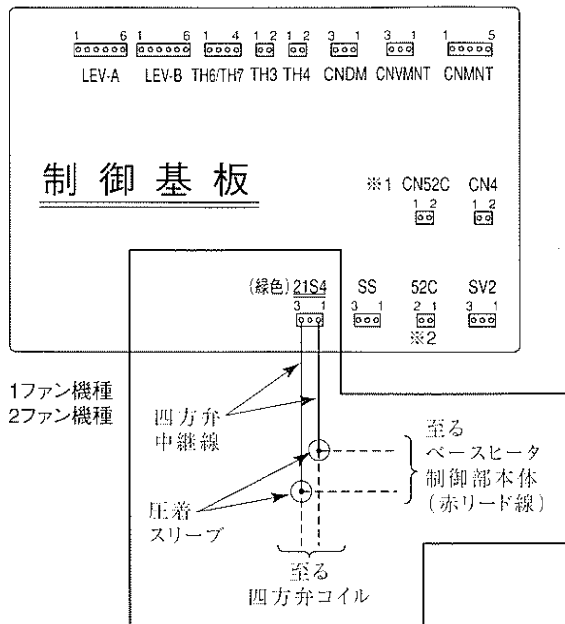 1 6 1 6 1 4 1 2 1 2 3 1 3 1 1 5
LEV-A LEV-B TH6/TH7 TH3 TH4 CNDM CNVMNT CNMNT
制御基板
※1 CN52C CN4
1 2 1 2
(緑色) 21S4 SS 52C SV2
3 1 3 1 2 1 3 1
※2
1ファン機種
2ファン機種
四方弁
中継線
圧着
スリーブ
至る
ベースヒータ
制御部本体
(赤リード線)
至る
四方弁コイル